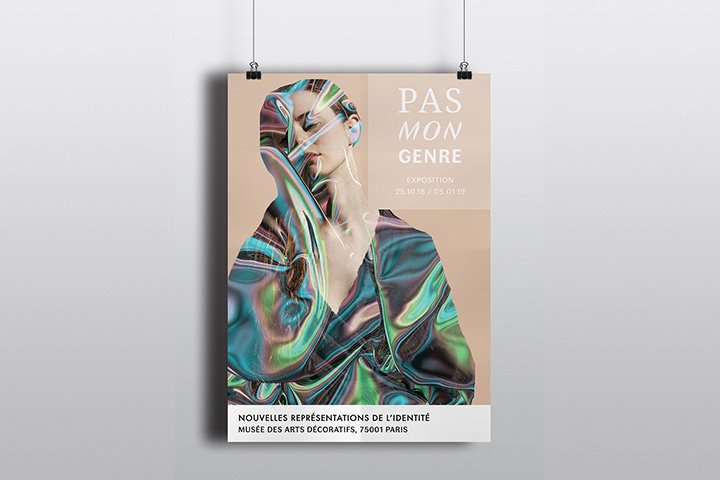 PAS
MON
GENRE
EXPOSITION
25.10.18 / 05.01.19
NOUVELLES REPRÉSENTATIONS DE L'IDENTITÉ
MUSÉE DES ARTS DÉCORATIFS, 75001 PARIS